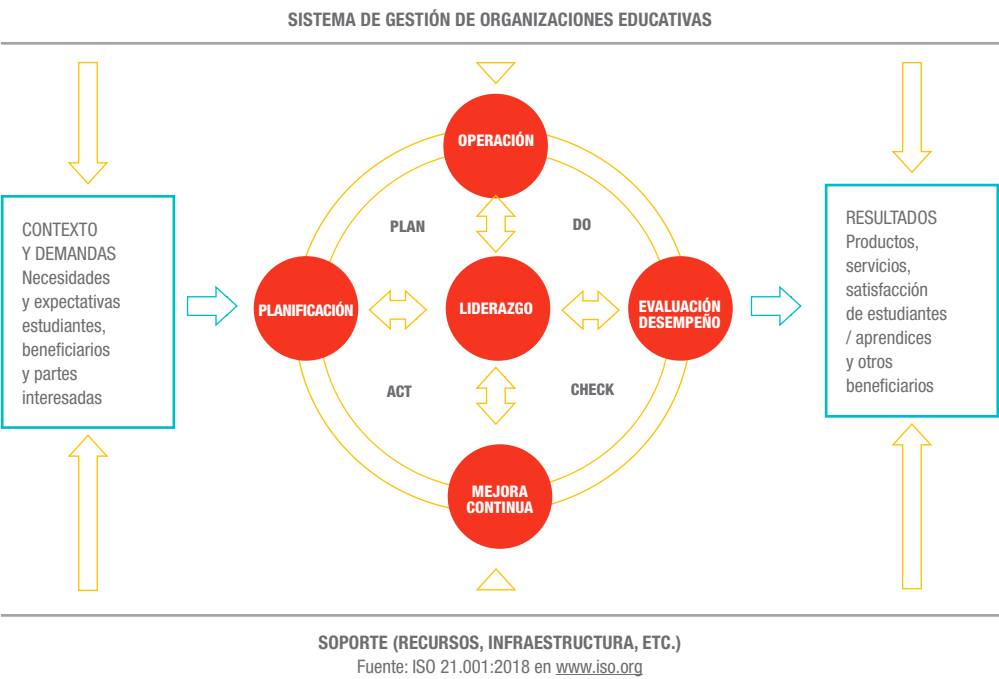 SISTEMA DE GESTIÓN DE ORGANIZACIONES EDUCATIVAS
OPERACIÓN
PLAN
DO
CONTEXTO
Y DEMANDAS
Necesidades
y expectativas
estudiantes,
beneficiarios
y partes
interesadas
PLANIFICACIÓN
LIDERAZGO
EVALUACIÓN
DESEMPEÑO
RESULTADOS
Productos,
servicios,
satisfacción
de estudiantes
/ aprendices
y otros
beneficiarios
ACT
CHECK
MEJORA
CONTINUA
SOPORTE (RECURSOS, INFRAESTRUCTURA, ETC.)
Fuente: ISO 21.001:2018 en www.iso.org